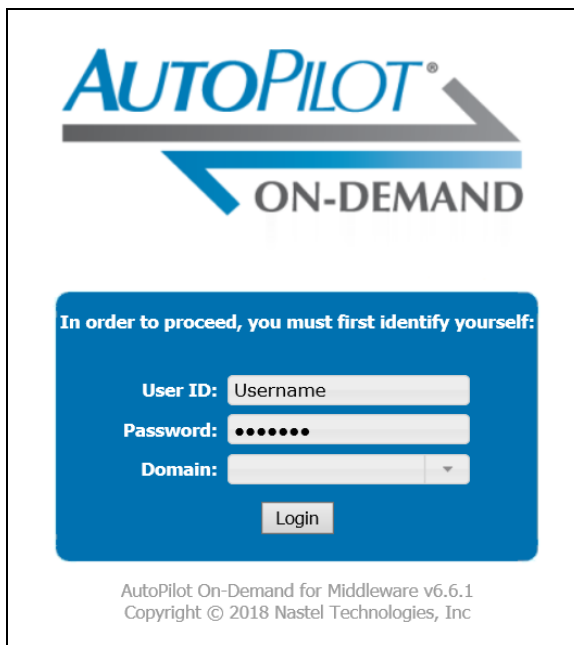 AUTOPILOT®
ON-DEMAND
In order to proceed, you must first identify yourself:
User ID: Username
Password: •••••••
Domain:
Login
AutoPilot On-Demand for Middleware v6.6.1
Copyright © 2018 Nastel Technologies, Inc